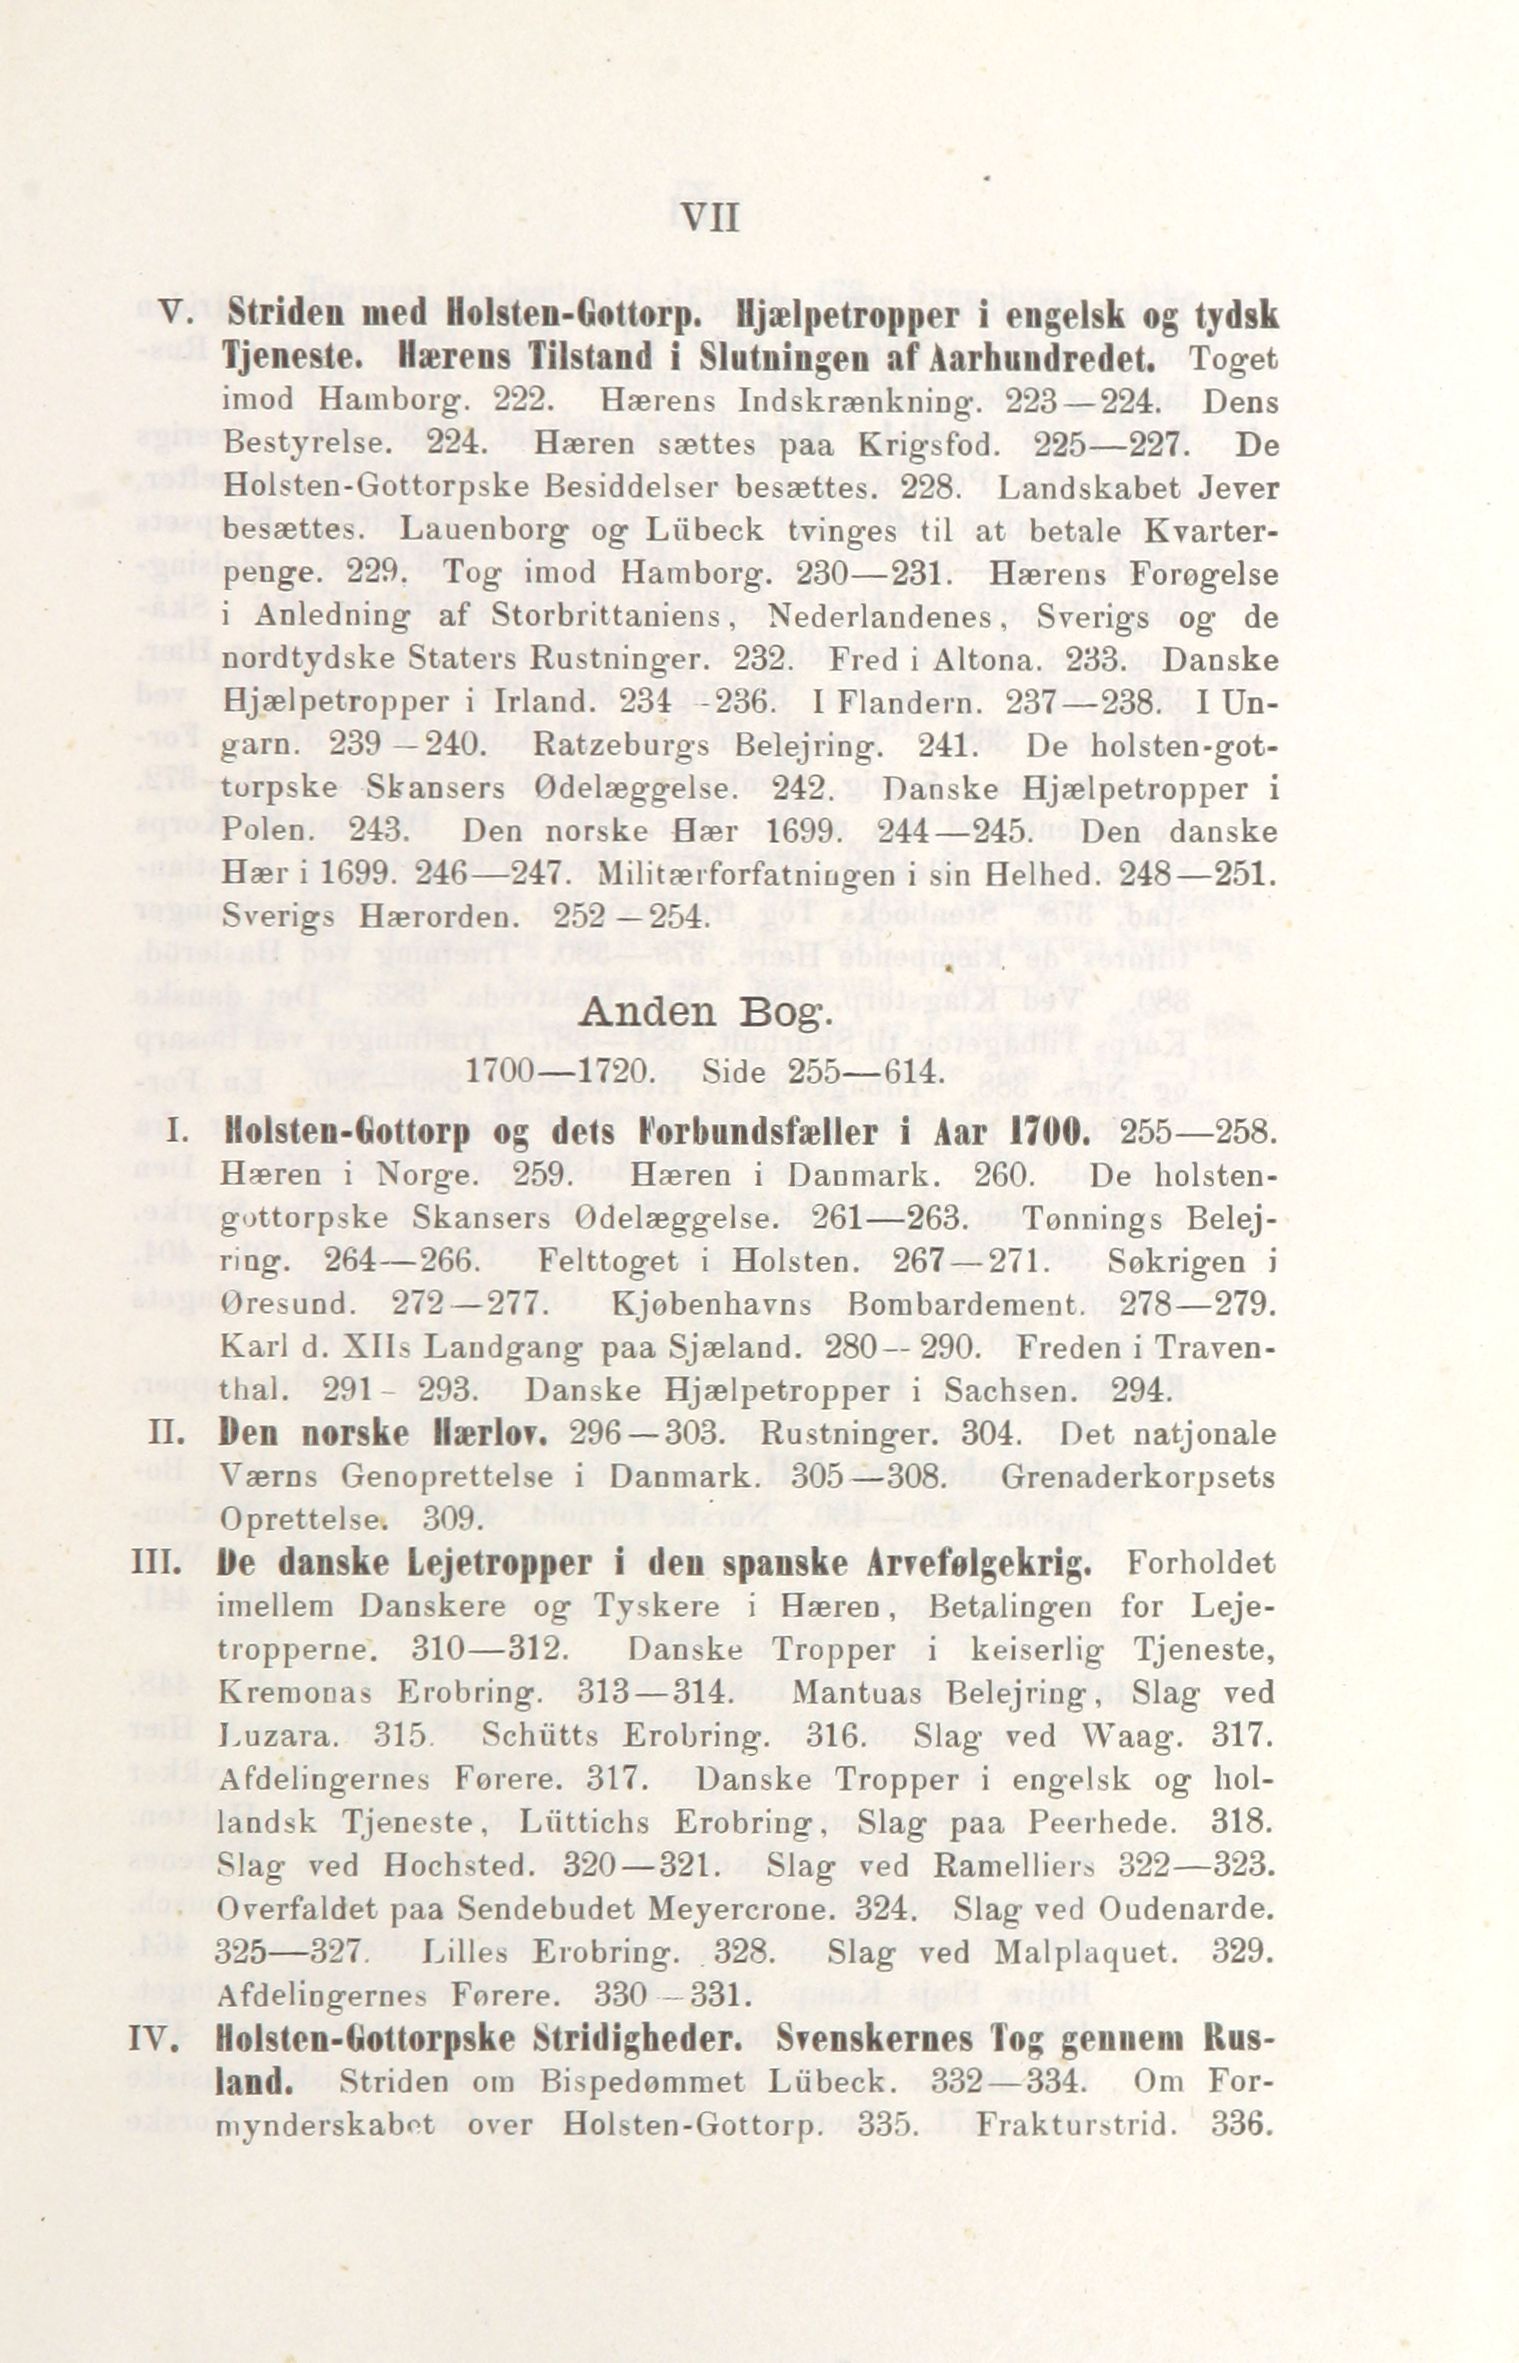 VII
V. Striden med Holsten-Gottorp. Hjælpetropper i engelsk og tydsk
Tjeneste. Hærens Tilstand i Slutningen af Aarhundredet. Toget
imod Hamborg. 222. Hærens Indskrænkning. 223—224. Dens
Bestyrelse. 224. Hæren sættes paa Krigsfod. 225—227. De
Holsten-Gottorpske Besiddelser besættes. 228. Landskabet Jever
besættes. Lauenborg og Lübeck tvinges til at betale Kvarter-
penge. 229. Tog imod Hamborg. 230—231. Hærens Forøgelse
i Anledning af Storbrittaniens, Nederlandenes, Sverigs og de
nordtydske Staters Rustninger. 232. Fred i Altona. 233. Danske
Hjælpetropper i Irland. 234-236. I Flandern. 237—238. I Un-
garn. 239—240. Ratzeburgs Belejring. 241. De holsten-got-
torpske Skansers Ødelæggelse. 242. Danske Hjælpetropper i
Polen. 243. Den norske Hær 1699. 244—245. Den danske
Hær i 1699. 246—247. Militærforfatningen i sin Helhed. 248—251.
Sverigs Hærorden. 252—254.
Anden Bog.
1700—1720. Side 255—614.
I. Holsten-Gottorp og dets Forbundsfæller i Aar 1700. 255—258.
Hæren i Norge. 259. Hæren i Danmark. 260. De holsten-
gottorpske Skansers Ødelæggelse. 261—263. Tønnings Belej-
ring. 264—266. Felttoget i Holsten. 267—271. Søkrigen i
Øresund. 272—277. Kjøbenhavns Bombardement. 278—279.
Karl d. XIIs Landgang paa Sjæland. 280—290. Freden i Traven-
thal. 291-293. Danske Hjælpetropper i Sachsen. 294.
II. Den norske Hærlov. 296—303. Rustninger. 304. Det natjonale
Værns Genoprettelse i Danmark. 305—308. Grenaderkorpsets
Oprettelse. 309.
III. De danske Lejetropper i den spanske Arvefølgekrig. Forholdet
imellem Danskere og Tyskere i Hæren, Betalingen for Leje-
tropperne. 310—312. Danske Tropper i keiserlig Tjeneste,
Kremonas Erobring. 313—314. Mantuas Belejring, Slag ved
Luzara. 315. Schütts Erobring. 316. Slag ved Waag. 317.
Afdelingernes Førere. 317. Danske Tropper i engelsk og hol-
landsk Tjeneste, Lüttichs Erobring, Slag paa Peerhede. 318.
Slag ved Hochsted. 320—321. Slag ved Ramelliers 322—323.
Overfaldet paa Sendebudet Meyercrone. 324. Slag ved Oudenarde.
325—327. Lilles Erobring. 328. Slag ved Malplaquet. 329.
Afdelingernes Førere. 330—331.
IV. Holsten-Gottorpske Stridigheder. Svenskernes Tog gennem Rus-
land. Striden om Bispedømmet Lübeck. 332—334. Om For-
mynderskabet over Holsten-Gottorp. 335. Frakturstrid. 336.